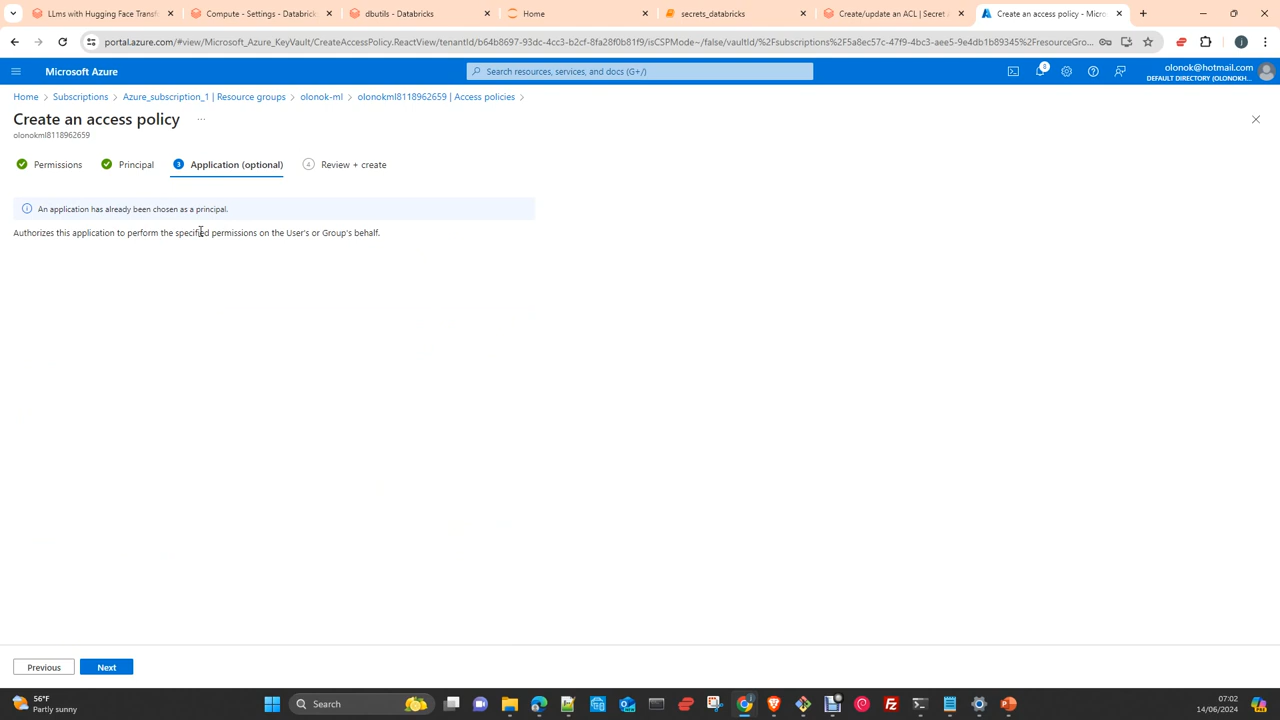 LLms with Hugging Face Transf
Compute - Settings - Databrick
dbutils - Databricks
Home
secrets_databricks
Create/update an ACL | Secret
Create an access policy - Micro
portal.azure.com/#view/Microsoft_Azure_KeyVault/CreateAccessPolicy.ReactView/tenantId/b64b8697-93dc-4cc3-b2cf-8fa28f0b81f9/isCSPMode~/false/vaultId/%2Fsubscriptions%2F5a8ec57c-47f9-4bc3-aee5-9e4db1b89345%2FresourceGro...
Microsoft Azure
Search resources, services, and docs (G+/)
8
olonok@hotmail.com
DEFAULT DIRECTORY (OLONOKH...
Home > Subscriptions > Azure_subscription_1 | Resource groups > olonok-ml > olonokml8118962659 | Access policies >
Create an access policy ...
olonokml8118962659
Permissions
Principal
3 Application (optional)
4 Review + create
An application has already been chosen as a principal.
Authorizes this application to perform the specified permissions on the User's or Group's behalf.
Previous
Next
56°F
Partly sunny
Search
07:02
14/06/2024